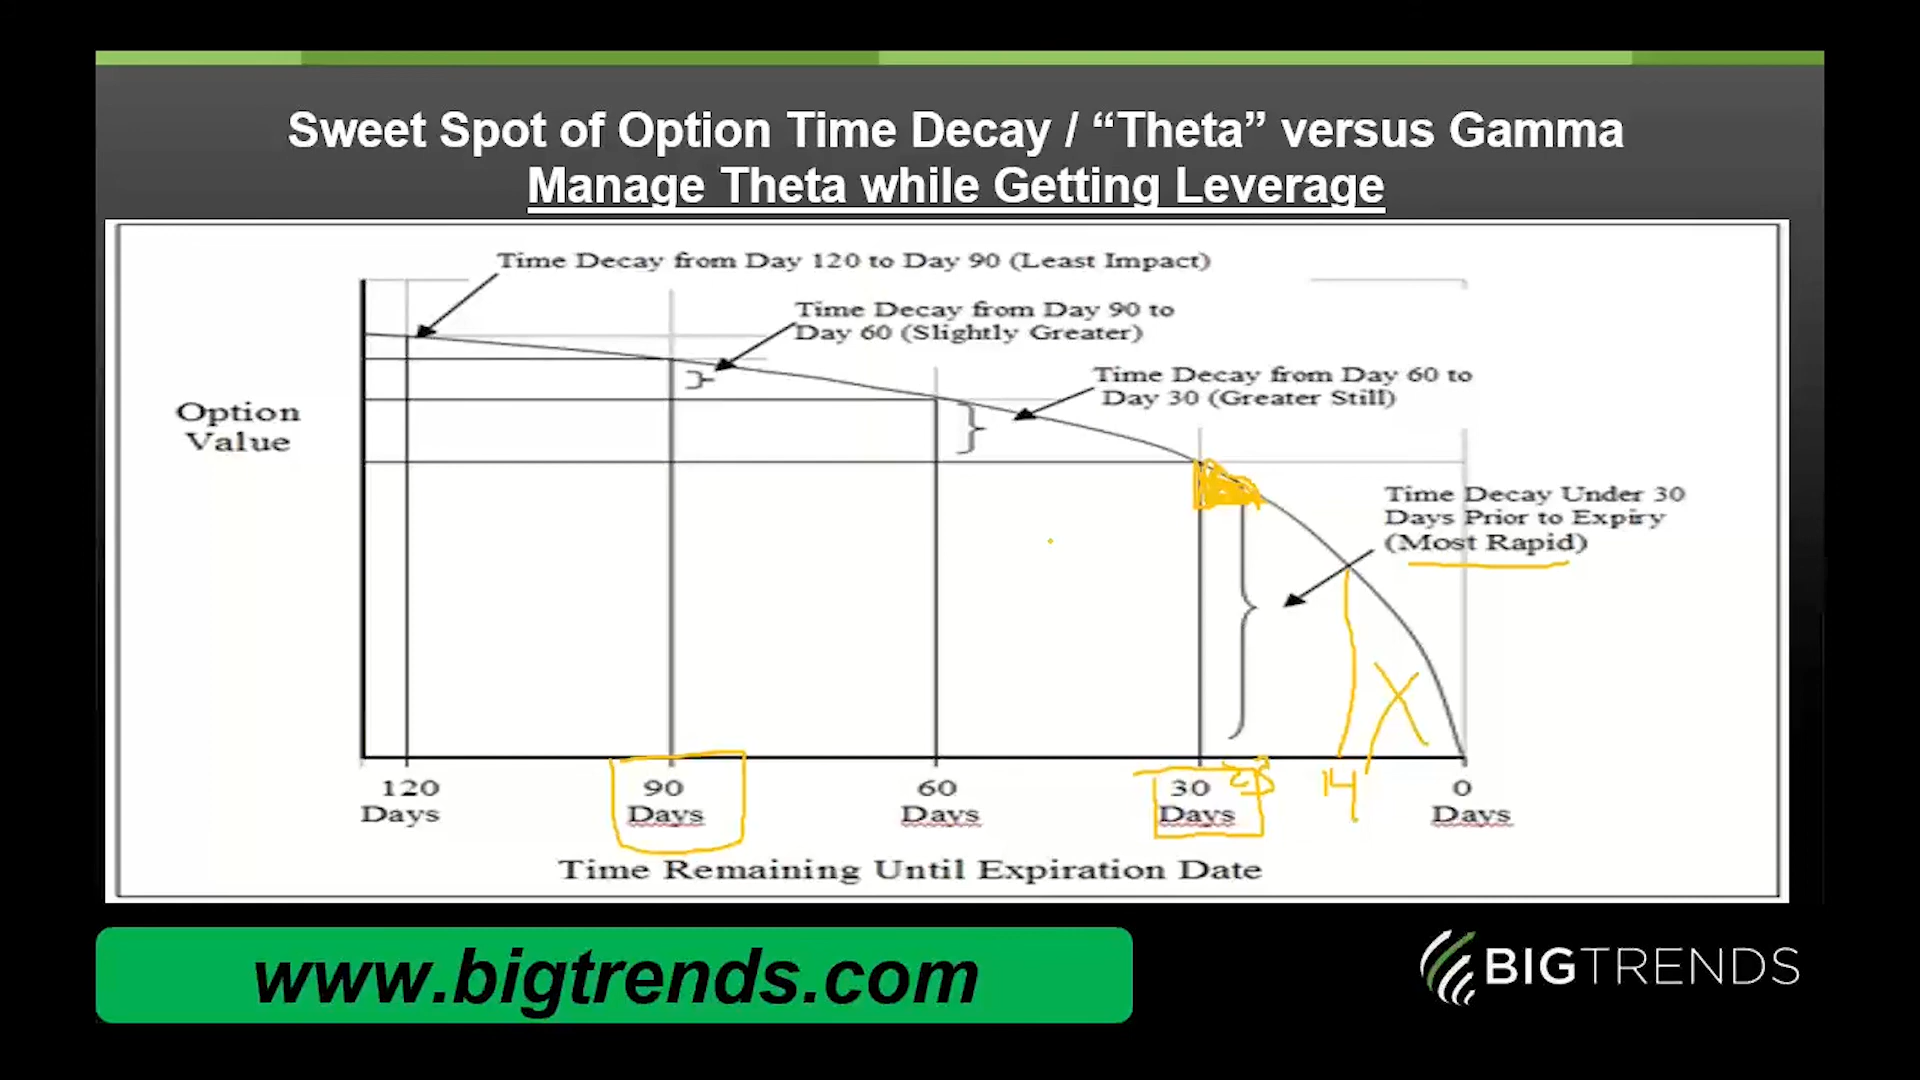 Sweet Spot of Option Time Decay / “Theta” versus Gamma
Manage Theta while Getting Leverage
Time Decay from Day 120 to Day 90 (Least Impact)
Time Decay from Day 90 to
Day 60 (Slightly Greater)
Time Decay from Day 60 to
Day 30 (Greater Still)
Option
Value
Time Decay Under 30
Days Prior to Expiry
(Most Rapid)
120
Days
90
Days
60
Days
30
Days
14
0
Days
Time Remaining Until Expiration Date
www.bigtrends.com
BIGTRENDS